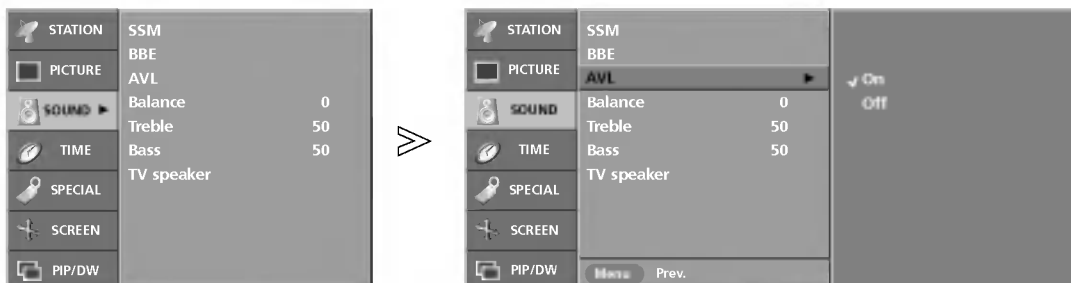 STATION
PICTURE
SOUND
TIME
SPECIAL
SCREEN
PIP/DW
SSM
BBE
AVL
Balance 0
Treble 50
Bass 50
TV speaker
STATION
PICTURE
SOUND
TIME
SPECIAL
SCREEN
PIP/DW
SSM
BBE
AVL
Balance 0
Treble 50
Bass 50
TV speaker
Menu Prev.
On
Off